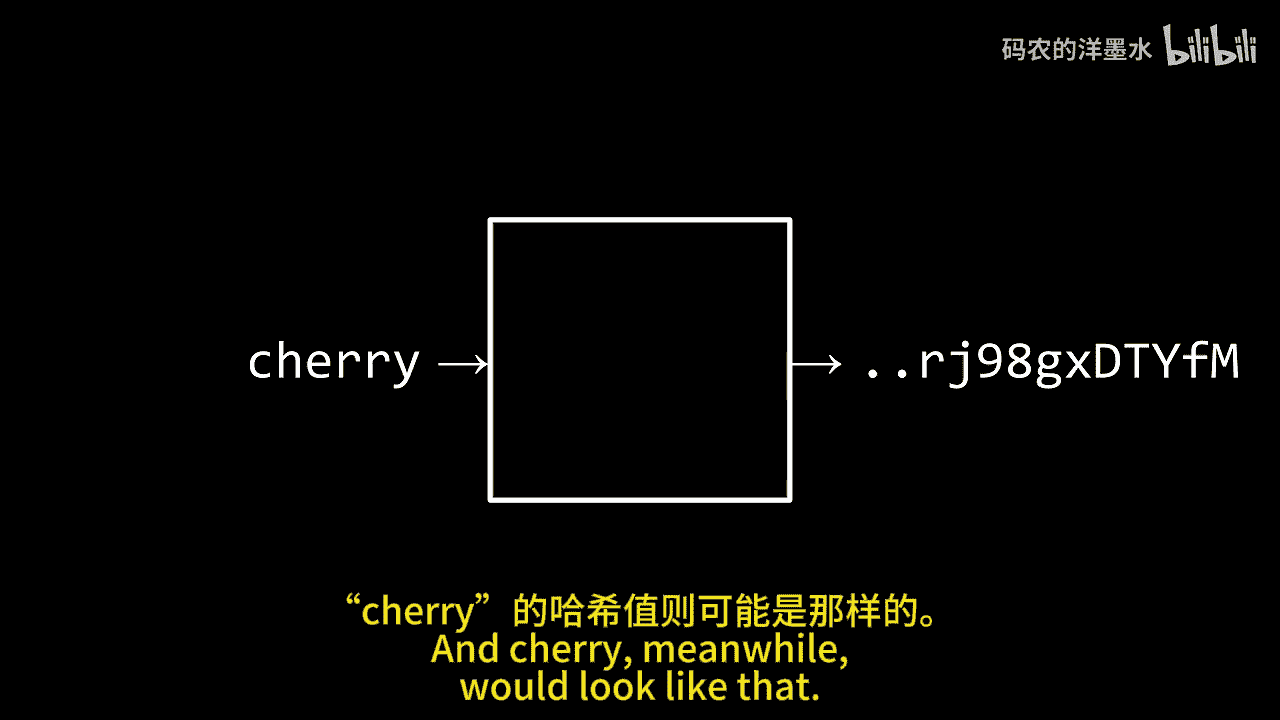 码农的洋墨水 bilibili
cherry → → ..rj98gxDTYfM
“cherry”的哈希值则可能是那样的。
And cherry, meanwhile,
would look like that.